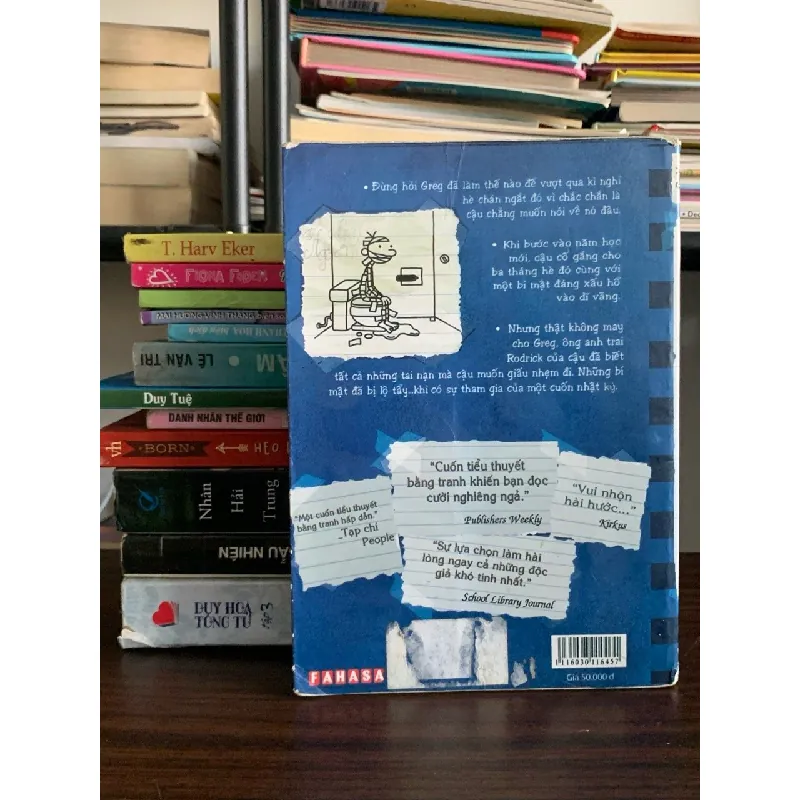 T. Harv Eker
LÊ VĂN TRI
Duy Tuệ
DANH NHÂN THẾ GIỚI
vh
BORN
HẸO
Nhân
Hải
Trung
ẦU NHIÊN
DUY HOA
TÔNG TỬ
tập 3
• Đừng hỏi Greg đã làm thế nào để vượt qua kì nghỉ
hè chán ngắt đó vì chắc chắn là
cậu chẳng muốn nói về nó đâu.
• Khi bước vào năm học
mới, cậu cố gắng cho
ba tháng hè đó cùng với
một bí mật đáng xấu hổ
vào dĩ vãng.
• Nhưng thật không may
cho Greg, ông anh trai
Rodrick của cậu đã biết
tất cả những tai nạn mà cậu muốn giấu nhẹm đi. Những bí
mật đã bị lộ tẩy...khi có sự tham gia của một cuốn nhật ký.
"Cuốn tiểu thuyết
bằng tranh khiến bạn đọc
cười nghiêng ngả."
Publishers Weekly
"Vui nhộn
hài hước..."
Kirkus
"Một cuốn tiểu thuyết
bằng tranh hấp dẫn."
Tạp chí
People
"Sự lựa chọn làm hài
lòng ngay cả những độc
giả khó tính nhất."
School Library Journal
FAHASA
1116030116457
Giá 50.000 đ